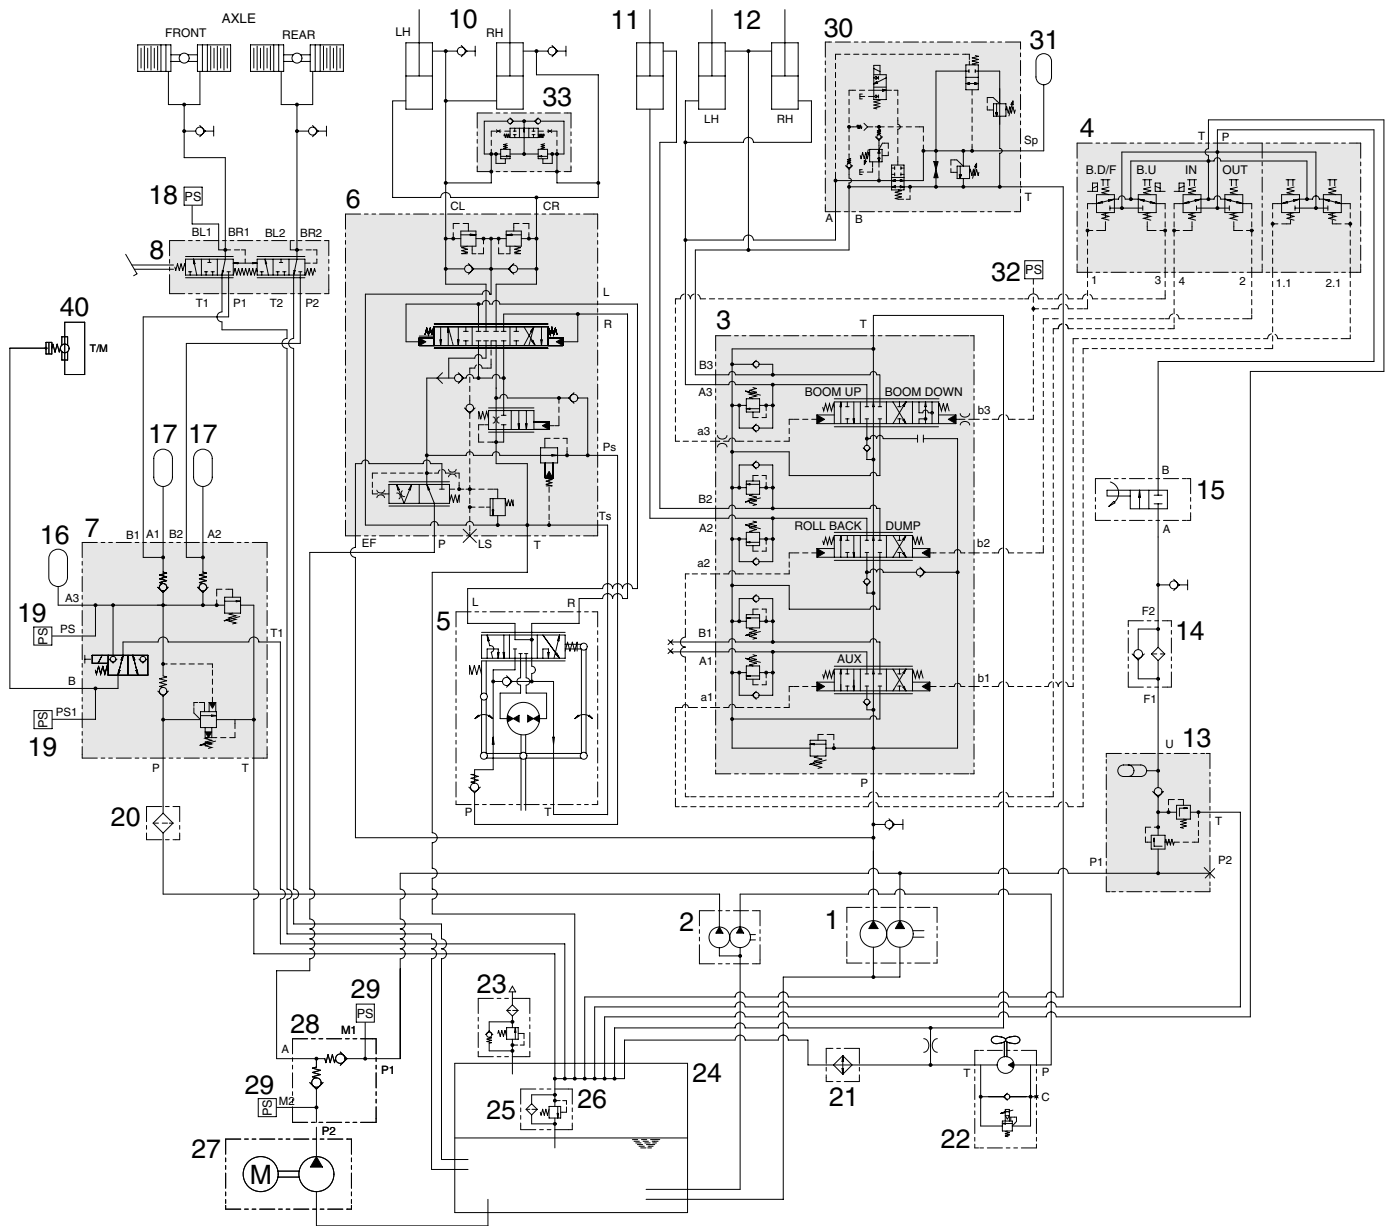 AXLE
FRONT
REAR
LH
10
RH
11
12
LH
RH
30
31
Sp
T
A
B
33
4
T
P
B.D/F
B.U
IN
OUT
1
3
4
2
1.1
2.1
18
PS
BL1
BR1
BL2
BR2
8
T1
P1
T2
P2
6
CL
CR
L
R
Ps
Ts
EF
P
LS
T
32
PS
40
T/M
3
T
B3
A3
BOOM UP
BOOM DOWN
a3
b3
B2
A2
ROLL BACK
DUMP
a2
b2
B1
A1
AUX
a1
b1
P
17
17
16
7
B1
A1
B2
A2
A3
19
PS
PS
T1
B
PS
PS1
19
P
T
20
5
L
R
P
T
B
15
A
F2
14
F1
U
13
T
P1
P2
2
1
23
29
PS
28
M1
A
P1
29
PS
M2
P2
27
M
24
25
26
21
T
P
C
22